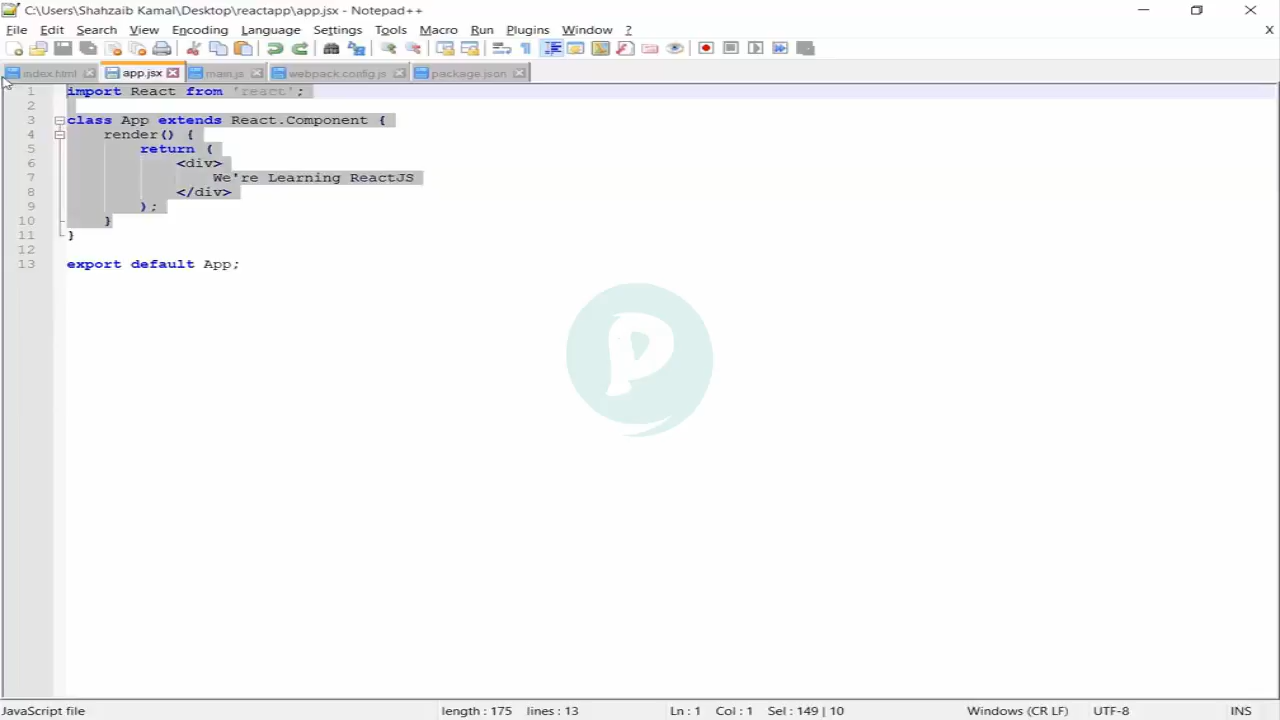 C:\Users\Shahzaib Kamal\Desktop\reactapp\app.jsx - Notepad++
File Edit Search View Encoding Language Settings Tools Macro Run Plugins Window ? X
index.html app.jsx main.js webpack.config.js package.json
1 import React from 'react';
2
3 class App extends React.Component {
4 render() {
5 return (
6 <div>
7 We're Learning ReactJS
8 </div>
9 );
10 }
11 }
12
13 export default App;
P
JavaScript file length : 175 lines : 13 Ln : 1 Col : 1 Sel : 149 | 10 Windows (CR LF) UTF-8 INS